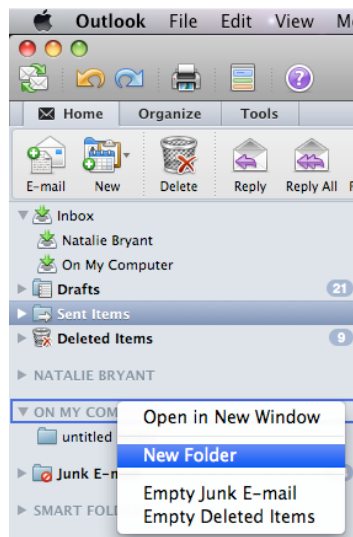 Outlook File Edit View
Home Organize Tools
E-mail New Delete Reply Reply All
Inbox
Natalie Bryant
On My Computer
Drafts 21
Sent Items
Deleted Items 9
NATALIE BRYANT
ON MY COM
untitled
Junk E-m
SMART FOL
Open in New Window
New Folder
Empty Junk E-mail
Empty Deleted Items